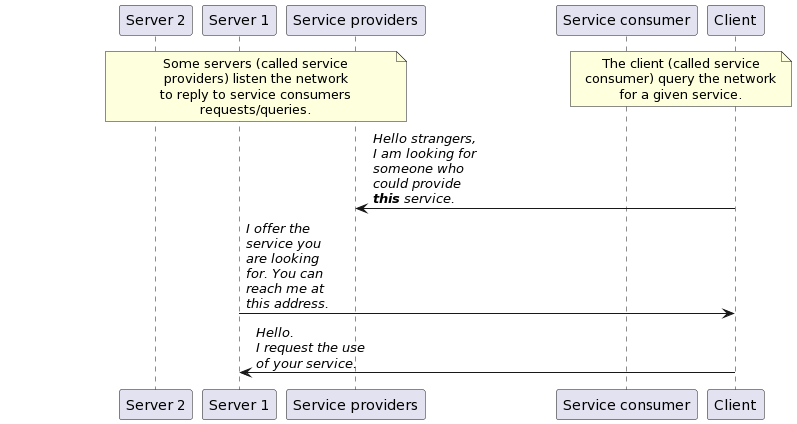 Server 2
Server 1
Service providers
Service consumer
Client
Some servers (called service
providers) listen the network
to reply to service consumers
requests/queries.
The client (called service
consumer) query the network
for a given service.
Hello strangers,
I am looking for
someone who
could provide
this service.
I offer the
service you
are looking
for. You can
reach me at
this address.
Hello.
I request the use
of your service.
Server 2
Server 1
Service providers
Service consumer
Client